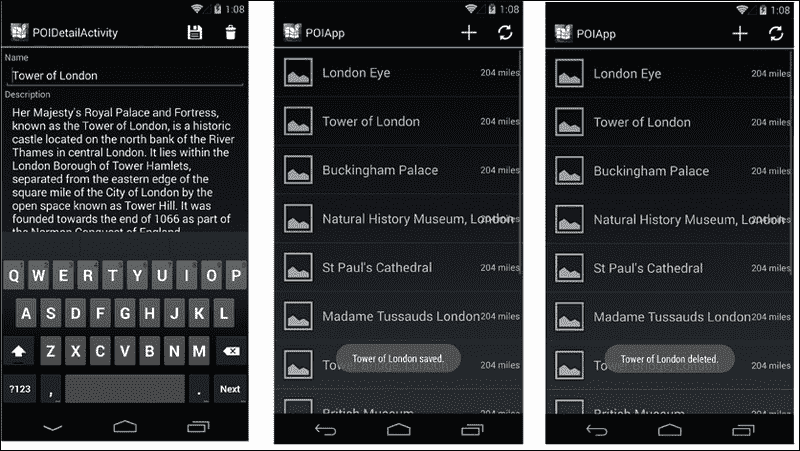 1:08
POIDetailActivity
Name
Tower of London
Description
Her Majesty's Royal Palace and Fortress,
known as the Tower of London, is a historic
castle located on the north bank of the River
Thames in central London. It lies within the
London Borough of Tower Hamlets,
separated from the eastern edge of the
square mile of the City of London by the
open space known as Tower Hill. It was
founded towards the end of 1066 as part of
the Norman Conquest of England
Q W E R T Y U I O P
A S D F G H J K L
Z X C V B N M
?123 , . Next
1:08
POIApp
London Eye 204 miles
Tower of London 204 miles
Buckingham Palace 204 miles
Natural History Museum, London
St Paul's Cathedral 204 miles
Madame Tussauds London 204 miles
Tower of London saved.
204 miles
British Museum
1:08
POIApp
London Eye 204 miles
Tower of London 204 miles
Buckingham Palace 204 miles
Natural History Museum, London
St Paul's Cathedral 204 miles
Madame Tussauds London 204 miles
Tower of London deleted.
204 miles
British Museum